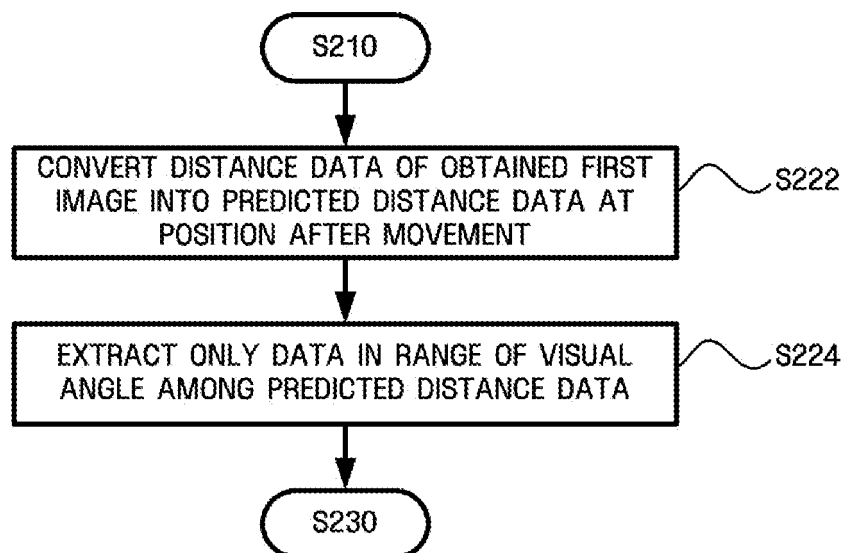 S210
CONVERT DISTANCE DATA OF OBTAINED FIRST
IMAGE INTO PREDICTED DISTANCE DATA AT
POSITION AFTER MOVEMENT
S222
EXTRACT ONLY DATA IN RANGE OF VISUAL
ANGLE AMONG PREDICTED DISTANCE DATA
S224
S230